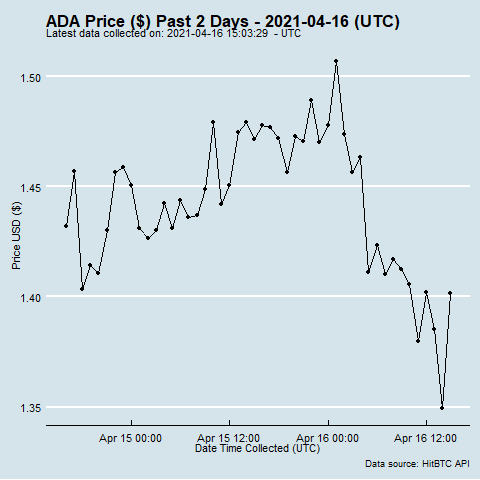 ADA Price ($) Past 2 Days - 2021-04-16 (UTC)
Latest data collected on: 2021-04-16 15:03:29 - UTC
1.50
1.45
1.40
1.35
Price USD ($)
Apr 15 00:00 Apr 15 12:00 Apr 16 00:00 Apr 16 12:00
Date Time Collected (UTC)
Data source: HitBTC API